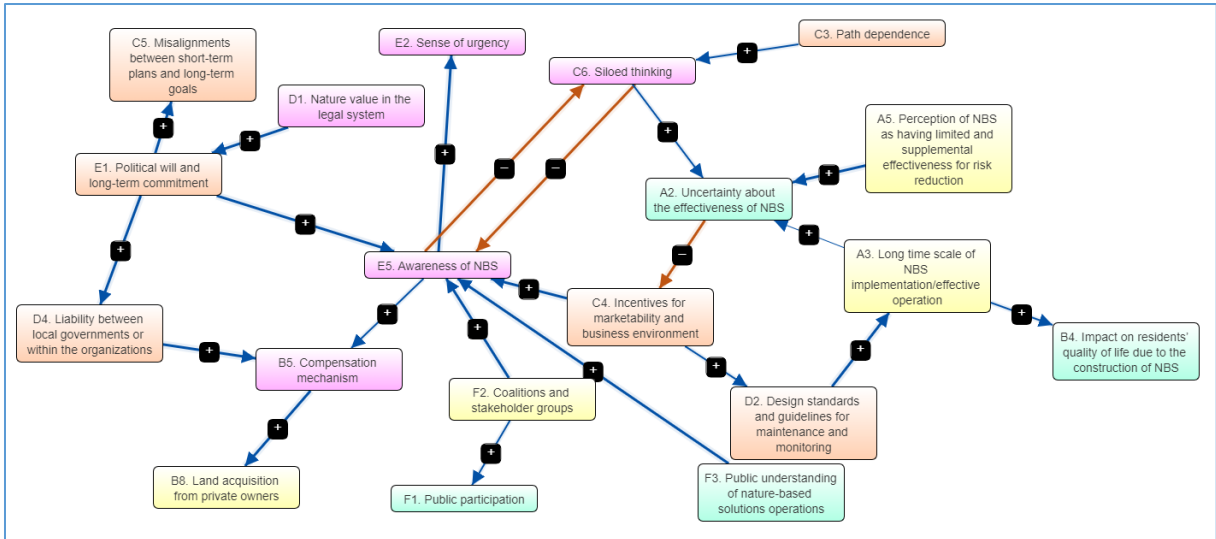 C5. Misalignments
between short-term
plans and long-term
goals
E2. Sense of urgency
C3. Path dependence
+
C6. Siloed thinking
D1. Nature value in the
legal system
A5. Perception of NBS
as having limited and
supplemental
effectiveness for risk
reduction
+
+
+
+
–
–
+
E1. Political will and
long-term commitment
A2. Uncertainty about
the effectiveness of NBS
+
+
+
–
A3. Long time scale of
NBS
implementation/effective
operation
E5. Awareness of NBS
C4. Incentives for
marketability and
business environment
+
+
D4. Liability between
local governments or
within the organizations
+
+
+
+
B4. Impact on residents'
quality of life due to the
construction of NBS
B5. Compensation
mechanism
+
+
F2. Coalitions and
stakeholder groups
D2. Design standards
and guidelines for
maintenance and
monitoring
+
+
B8. Land acquisition
from private owners
F1. Public participation
F3. Public understanding
of nature-based
solutions operations